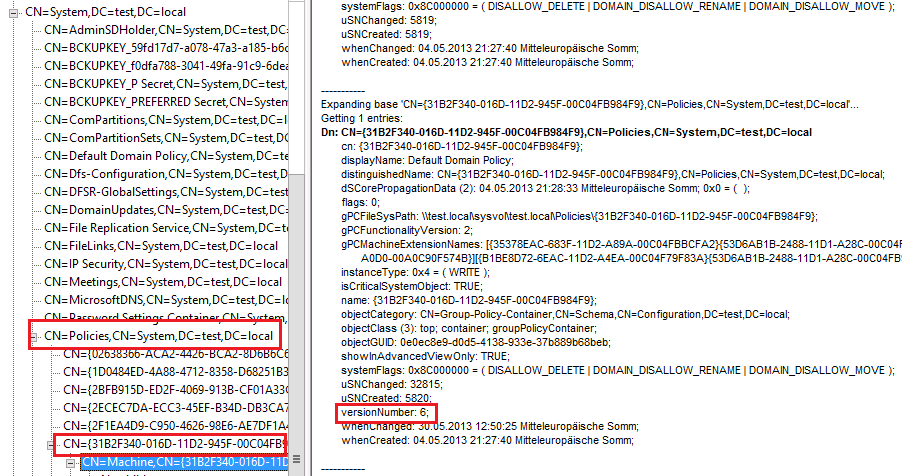 CN=System,DC=test,DC=local
CN=AdminSDHolder,CN=System,DC=test,DC=
CN=BCKUPKEY_59fd17d7-a078-47a3-a185-b6c
CN=BCKUPKEY_f0dfa788-3041-49fa-91c9-6dea
CN=BCKUPKEY_P Secret,CN=System,DC=test,
CN=BCKUPKEY_PREFERRED Secret,CN=System
CN=ComPartitions,CN=System,DC=test,DC=
CN=ComPartitionSets,CN=System,DC=test,
CN=Default Domain Policy,CN=System,DC=
CN=Dfs-Configuration,CN=System,DC=test,
CN=DFSR-GlobalSettings,CN=System,DC=test
CN=DomainUpdates,CN=System,DC=test,DC
CN=File Replication Service,CN=System,DC=
CN=FileLinks,CN=System,DC=test,DC=local
CN=IP Security,CN=System,DC=test,DC=loca
CN=Meetings,CN=System,DC=test,DC=local
CN=MicrosoftDNS,CN=System,DC=test,DC=l
CN=Password Settings Container,CN=System,
CN=Policies,CN=System,DC=test,DC=local
CN={02638366-ACA2-4426-BCA2-8D6B6C6
CN={1D0484ED-4A88-4712-8358-D68251B3
CN={2BFB915D-ED2F-4069-913B-CF01A33C
CN={2ECEC7DA-ECC3-45EF-B34D-DB3CA7
CN={2F1EA4D9-C950-4626-98E6-AE7DF1A4
CN={31B2F340-016D-11D2-945F-00C04FB9
CN=Machine,CN={31B2F340-016D-11D
systemFlags: 0x8C000000 = ( DISALLOW_DELETE | DOMAIN_DISALLOW_RENAME | DOMAIN_DISALLOW_MOVE );
uSNChanged: 5819;
uSNCreated: 5819;
whenChanged: 04.05.2013 21:27:40 Mitteleuropäische Somm;
whenCreated: 04.05.2013 21:27:40 Mitteleuropäische Somm;
-----------
Expanding base 'CN={31B2F340-016D-11D2-945F-00C04FB984F9},CN=Policies,CN=System,DC=test,DC=local'...
Getting 1 entries:
Dn: CN={31B2F340-016D-11D2-945F-00C04FB984F9},CN=Policies,CN=System,DC=test,DC=local
cn: {31B2F340-016D-11D2-945F-00C04FB984F9};
displayName: Default Domain Policy;
distinguishedName: CN={31B2F340-016D-11D2-945F-00C04FB984F9},CN=Policies,CN=System,DC=test,DC=local;
dSCorePropagationData (2): 04.05.2013 21:28:33 Mitteleuropäische Somm; 0x0 = (  );
flags: 0;
gPCFileSysPath: \\test.local\sysvol\test.local\Policies\{31B2F340-016D-11D2-945F-00C04FB984F9};
gPCFunctionalityVersion: 2;
gPCMachineExtensionNames: [{35378EAC-683F-11D2-A89A-00C04FBBCFA2}{53D6AB1B-2488-11D1-A28C-00C04F
A0D0-00A0C90F574B}][{B1BE8D72-6EAC-11D2-A4EA-00C04F79F83A}{53D6AB1B-2488-11D1-A28C-00C04FB
instanceType: 0x4 = ( WRITE );
isCriticalSystemObject: TRUE;
name: {31B2F340-016D-11D2-945F-00C04FB984F9};
objectCategory: CN=Group-Policy-Container,CN=Schema,CN=Configuration,DC=test,DC=local;
objectClass (3): top; container; groupPolicyContainer;
objectGUID: 0e0ec8e9-d0d5-4138-933e-37b889b68beb;
showInAdvancedViewOnly: TRUE;
systemFlags: 0x8C000000 = ( DISALLOW_DELETE | DOMAIN_DISALLOW_RENAME | DOMAIN_DISALLOW_MOVE );
uSNChanged: 32815;
uSNCreated: 5820;
versionNumber: 6;
whenChanged: 30.05.2013 12:50:25 Mitteleuropäische Somm;
whenCreated: 04.05.2013 21:27:40 Mitteleuropäische Somm;
-----------